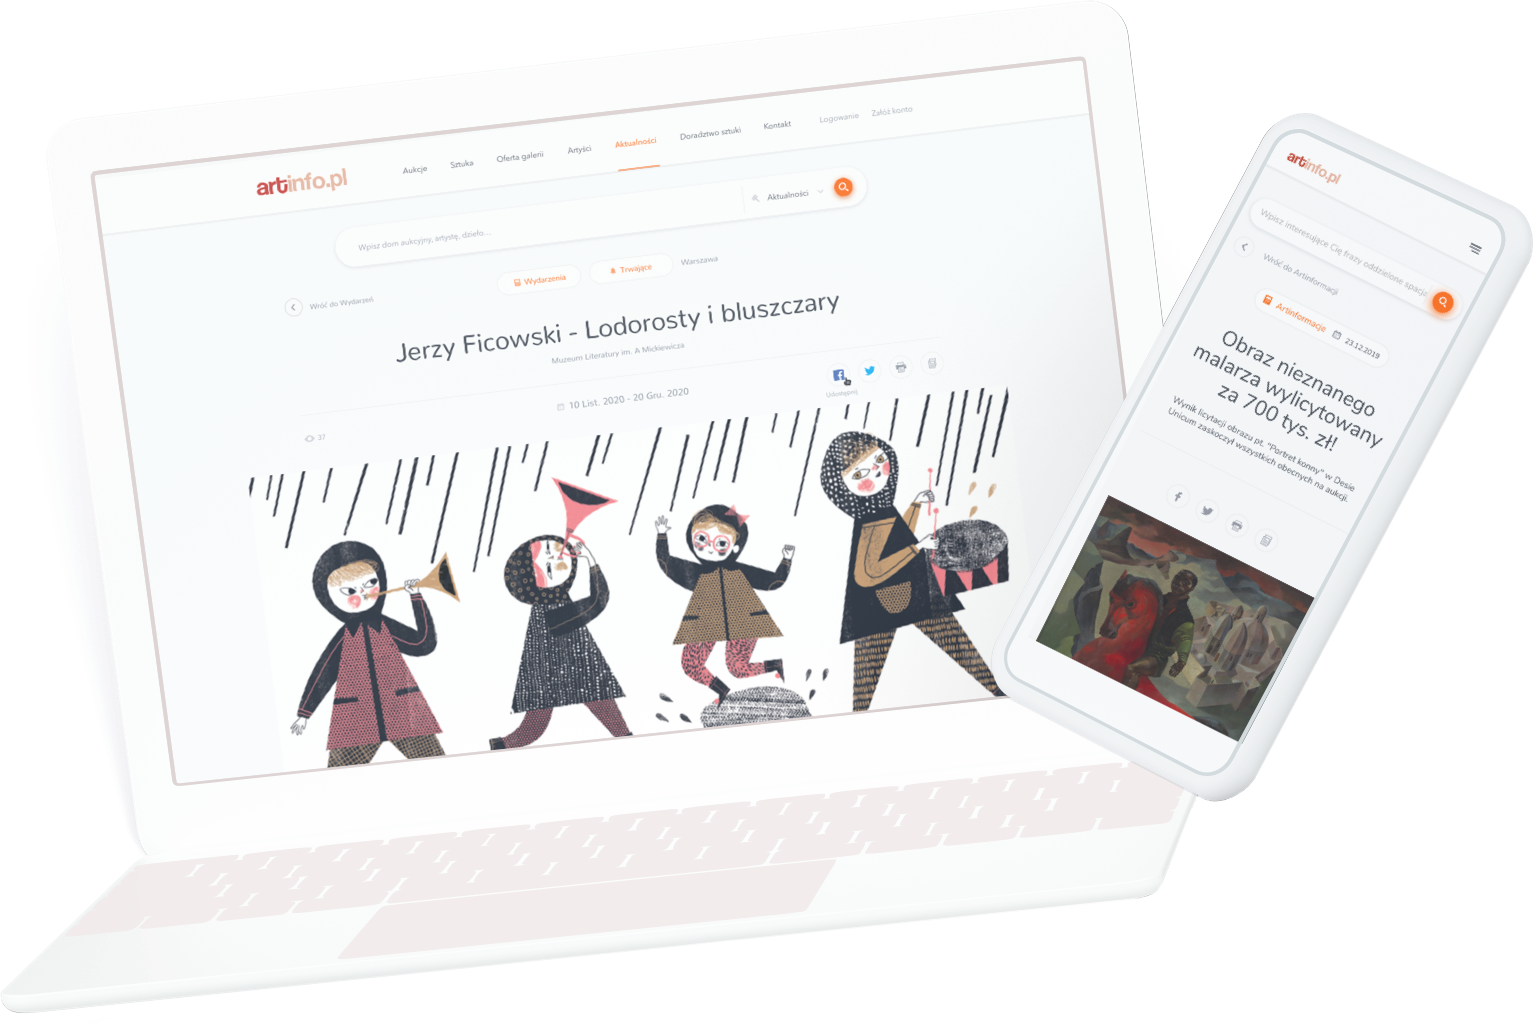 artinfo.pl
Aukcje
Sztuka
Oferta galerii
Artyści
Aktualności
Doradztwo sztuki
Kontakt
Logowanie
Załóż konto
Wpisz dom aukcyjny, artystę, dzieło...
Aktualności
Wróć do Wydarzeń
Wydarzenia
Trwające
Warszawa
Jerzy Ficowski - Lodorosty i bluszczary
Muzeum Literatury im. A Mickiewicza
10 List. 2020 - 20 Gru. 2020
Udostępnij
37
artinfo.pl
Wpisz interesujące Cię frazy oddzielone spacją
Wróć do Artinformacji
Artinformacje
23.12.2019
Obraz nieznanego
malarza wylicytowany
za 700 tys. zł!
Wynik licytacji obrazu pt. "Portret konny" w Desie
Unicum zaskoczył wszystkich obecnych na aukcji.